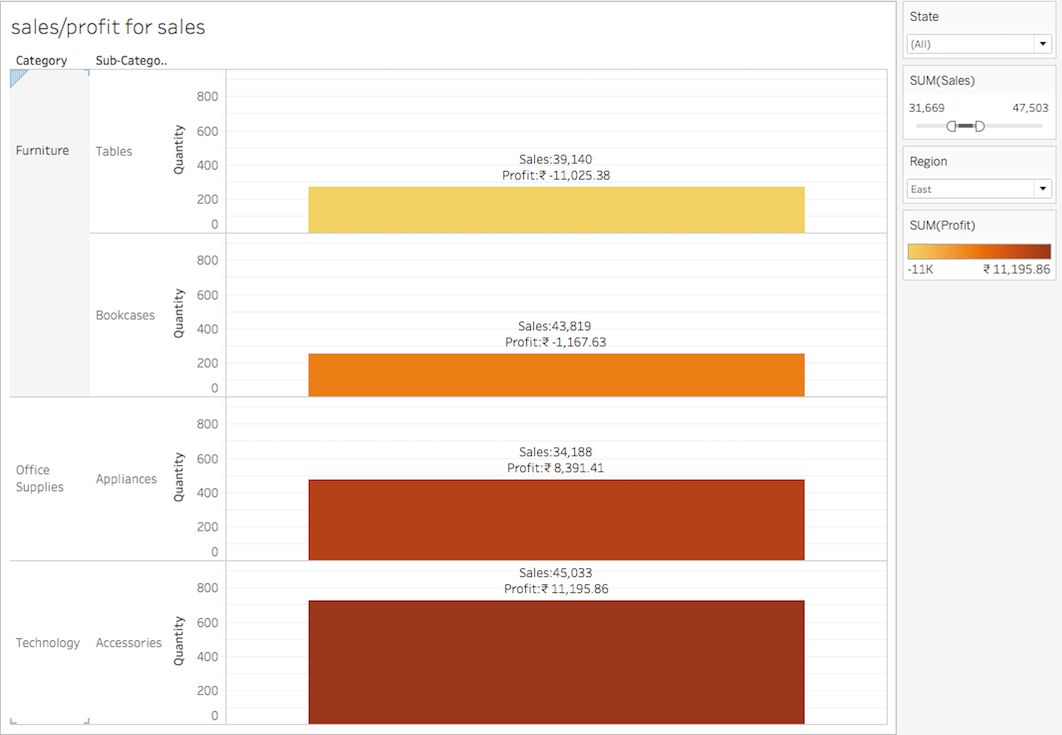 sales/profit for sales
Category Sub-Catego..
Furniture
Tables
Quantity
800
600
400
200
0
Sales:39,140
Profit:₹ -11,025.38
Bookcases
Quantity
800
600
400
200
0
Sales:43,819
Profit:₹ -1,167.63
Office
Supplies
Appliances
Quantity
800
600
400
200
0
Sales:34,188
Profit:₹ 8,391.41
Technology
Accessories
Quantity
800
600
400
200
0
Sales:45,033
Profit:₹ 11,195.86
State
(All)
SUM(Sales)
31,669 47,503
Region
East
SUM(Profit)
-11K ₹ 11,195.86